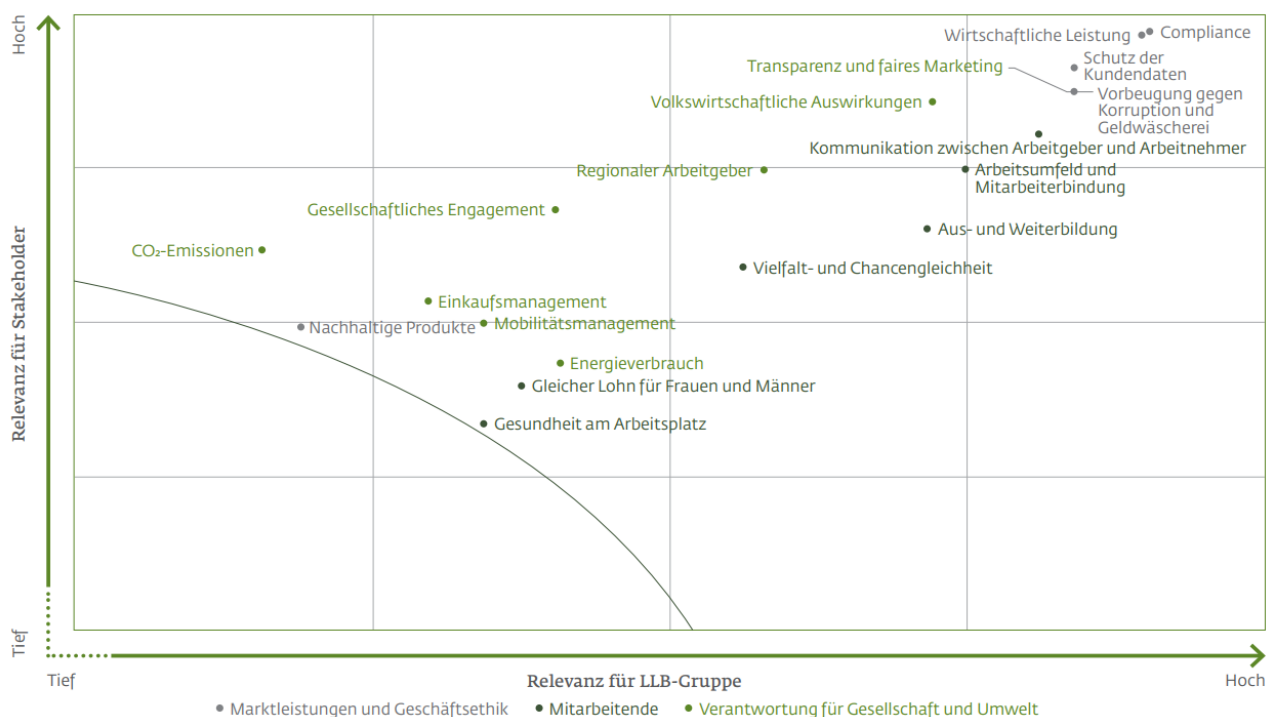 Hoch
Wirtschaftliche Leistung
Compliance
Transparenz und faires Marketing
Schutz der
Kundendaten
Volkswirtschaftliche Auswirkungen
Vorbeugung gegen
Korruption und
Geldwäscherei
Kommunikation zwischen Arbeitgeber und Arbeitnehmer
Regionaler Arbeitgeber
Arbeitsumfeld und
Mitarbeiterbindung
Gesellschaftliches Engagement
Aus- und Weiterbildung
CO₂-Emissionen
Vielfalt- und Chancengleichheit
Einkaufsmanagement
Nachhaltige Produkte
Mobilitätsmanagement
Energieverbrauch
Gleicher Lohn für Frauen und Männer
Gesundheit am Arbeitsplatz
Relevanz für Stakeholder
Tief
Tief
Relevanz für LLB-Gruppe
Hoch
Marktleistungen und Geschäftsethik
Mitarbeitende
Verantwortung für Gesellschaft und Umwelt